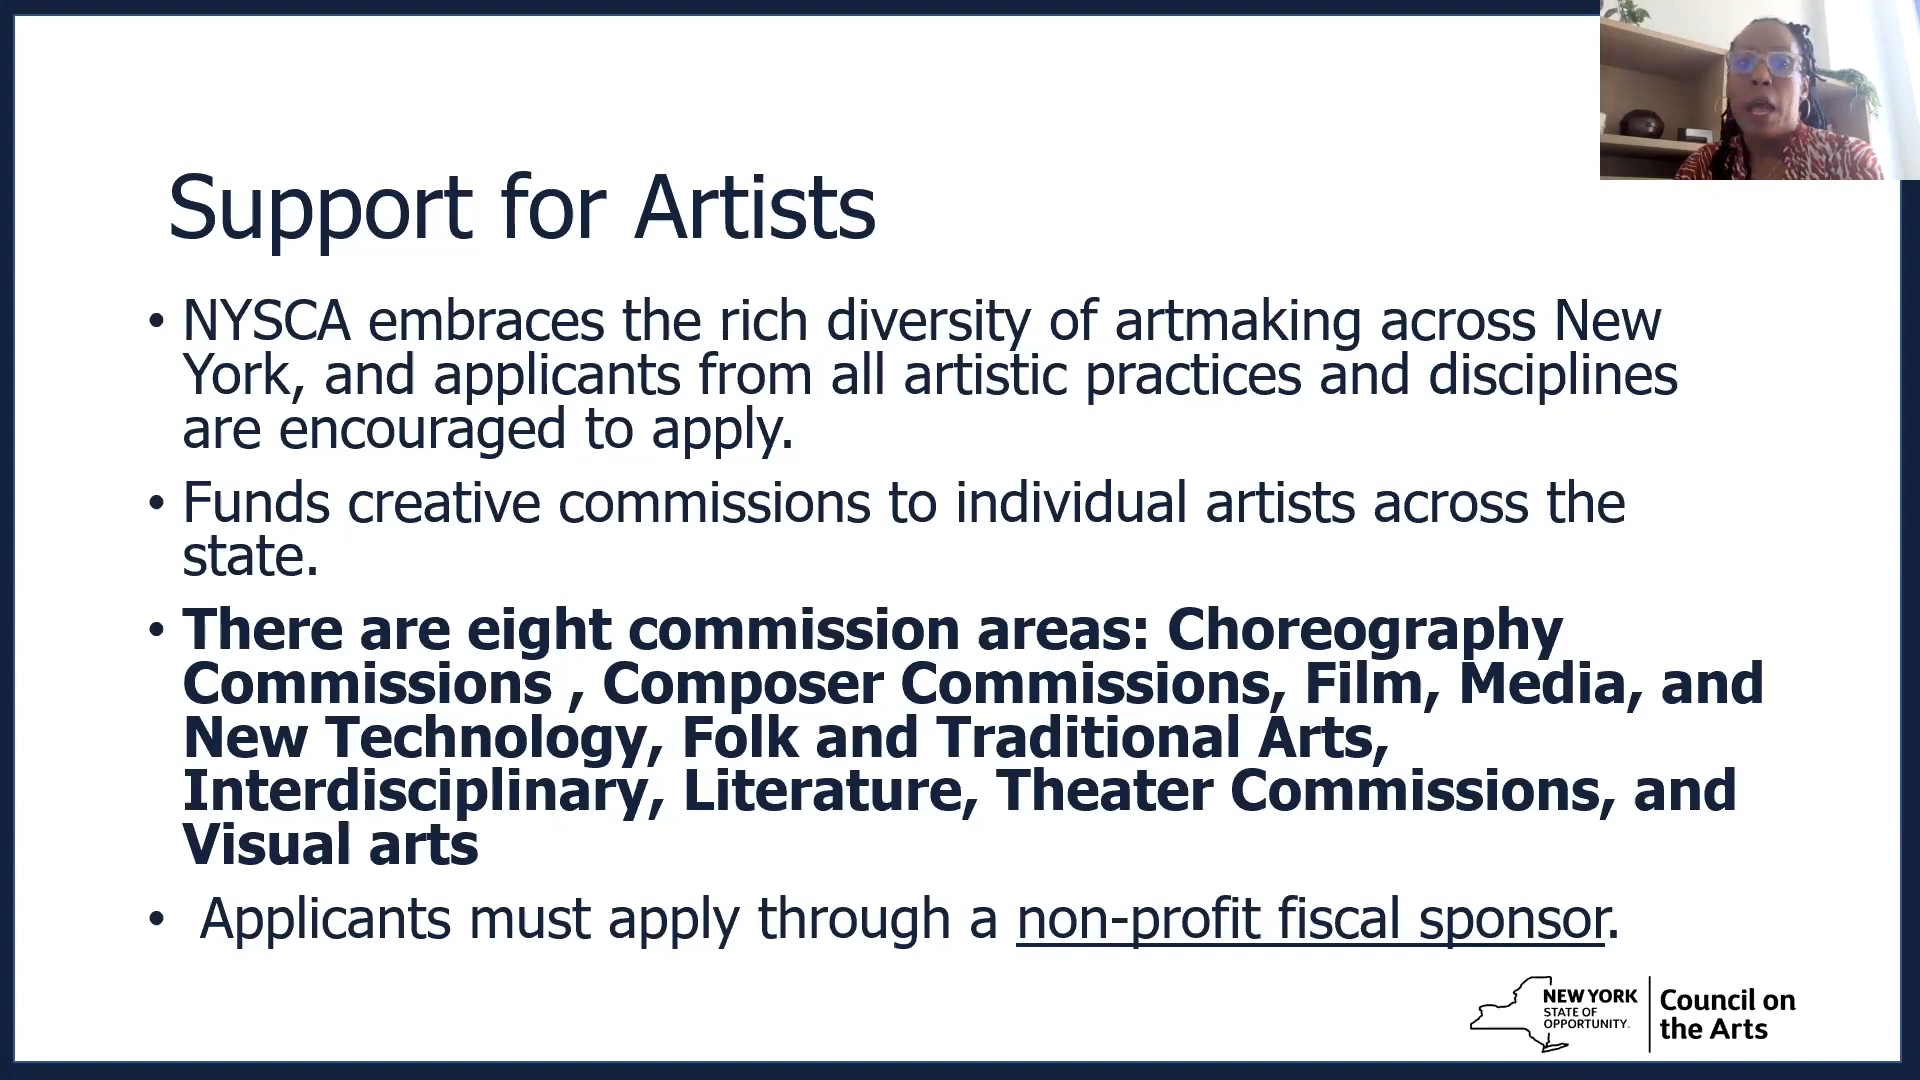 Support for Artists
• NYSCA embraces the rich diversity of artmaking across New
York, and applicants from all artistic practices and disciplines
are encouraged to apply.
• Funds creative commissions to individual artists across the
state.
• There are eight commission areas: Choreography
Commissions , Composer Commissions, Film, Media, and
New Technology, Folk and Traditional Arts,
Interdisciplinary, Literature, Theater Commissions, and
Visual arts
• Applicants must apply through a non-profit fiscal sponsor.
NEW YORK
STATE OF
OPPORTUNITY.
Council on
the Arts